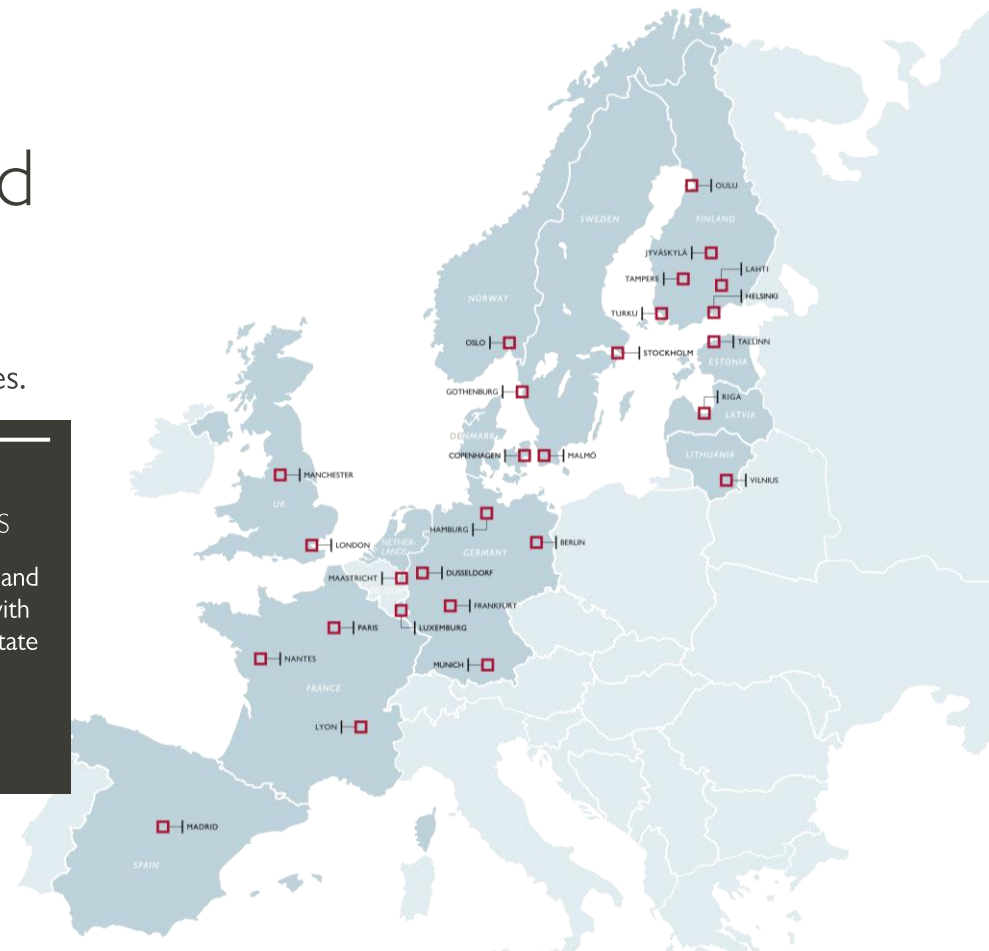 d
es.
S
and
with
tate
OULU
SWEDEN
FINLAND
JYVÄSKYLÄ
LAHTI
TAMPERE
HELSINKI
NORWAY
TURKU
OSLO
TALLINN
STOCKHOLM
ESTONIA
GOTHENBURG
RIGA
LATVIA
DENMARK
COPENHAGEN
MALMÖ
LITHUANIA
MANCHESTER
VILNIUS
UK
HAMBURG
LONDON
NETHER-
LANDS
GERMANY
BERLIN
MAASTRICHT
DUSSELDORF
FRANKFURT
PARIS
LUXEMBURG
NANTES
MUNICH
FRANCE
LYON
MADRID
SPAIN